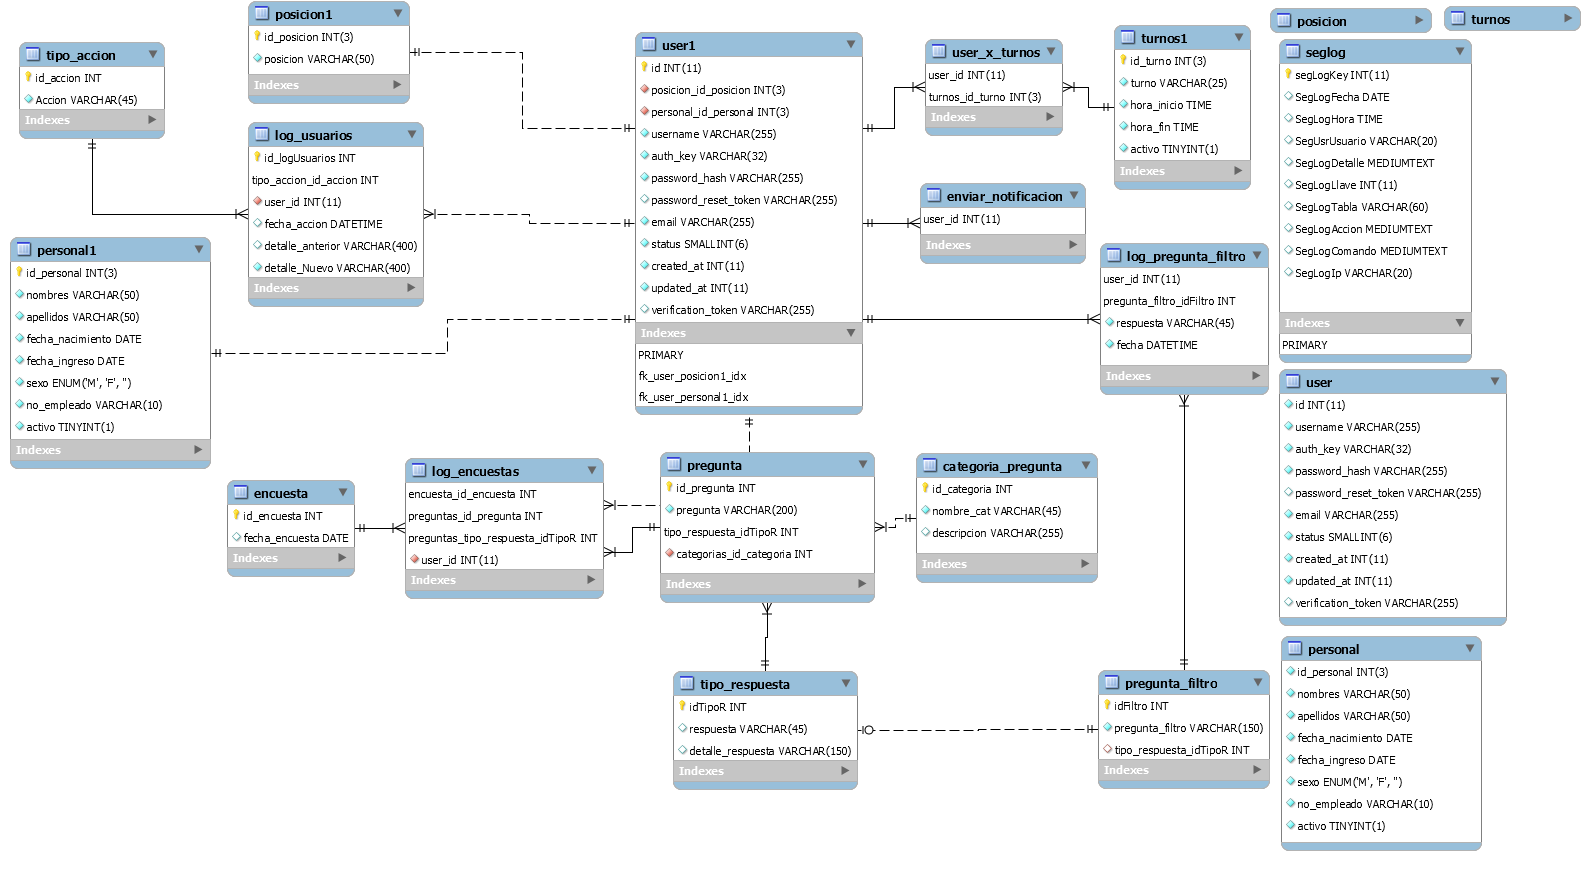 posicion1
id_posicion INT(3)
posicion VARCHAR(50)
Indexes
tipo_accion
id_accion INT
Accion VARCHAR(45)
Indexes
log_usuarios
id_logUsuarios INT
tipo_accion_id_accion INT
user_id INT(11)
fecha_accion DATETIME
detalle_anterior VARCHAR(400)
detalle_Nuevo VARCHAR(400)
Indexes
personal1
id_personal INT(3)
nombres VARCHAR(50)
apellidos VARCHAR(50)
fecha_nacimiento DATE
fecha_ingreso DATE
sexo ENUM('M', 'F', '')
no_empleado VARCHAR(10)
activo TINYINT(1)
Indexes
user1
id INT(11)
posicion_id_posicion INT(3)
personal_id_personal INT(3)
username VARCHAR(255)
auth_key VARCHAR(32)
password_hash VARCHAR(255)
password_reset_token VARCHAR(255)
email VARCHAR(255)
status SMALLINT(6)
created_at INT(11)
updated_at INT(11)
verification_token VARCHAR(255)
Indexes
PRIMARY
fk_user_posicion1_idx
fk_user_personal1_idx
user_x_turnos
user_id INT(11)
turnos_id_turno INT(3)
Indexes
turnos1
id_turno INT(3)
turno VARCHAR(25)
hora_inicio TIME
hora_fin TIME
activo TINYINT(1)
Indexes
enviar_notificacion
user_id INT(11)
Indexes
log_pregunta_filtro
user_id INT(11)
pregunta_filtro_idFiltro INT
respuesta VARCHAR(45)
fecha DATETIME
Indexes
posicion
turnos
seglog
segLogKey INT(11)
SegLogFecha DATE
SegLogHora TIME
SegUsrUsuario VARCHAR(20)
SegLogDetalle MEDIUMTEXT
SegLogLlave INT(11)
SegLogTabla VARCHAR(60)
SegLogAccion MEDIUMTEXT
SegLogComando MEDIUMTEXT
SegLogIp VARCHAR(20)
Indexes
PRIMARY
user
id INT(11)
username VARCHAR(255)
auth_key VARCHAR(32)
password_hash VARCHAR(255)
password_reset_token VARCHAR(255)
email VARCHAR(255)
status SMALLINT(6)
created_at INT(11)
updated_at INT(11)
verification_token VARCHAR(255)
encuesta
id_encuesta INT
fecha_encuesta DATE
Indexes
log_encuestas
encuesta_id_encuesta INT
preguntas_id_pregunta INT
preguntas_tipo_respuesta_idTipoR INT
user_id INT(11)
Indexes
pregunta
id_pregunta INT
pregunta VARCHAR(200)
tipo_respuesta_idTipoR INT
categorias_id_categoria INT
Indexes
categoria_pregunta
id_categoria INT
nombre_cat VARCHAR(45)
descripcion VARCHAR(255)
Indexes
tipo_respuesta
idTipoR INT
respuesta VARCHAR(45)
detalle_respuesta VARCHAR(150)
Indexes
pregunta_filtro
idFiltro INT
pregunta_filtro VARCHAR(150)
tipo_respuesta_idTipoR INT
Indexes
personal
id_personal INT(3)
nombres VARCHAR(50)
apellidos VARCHAR(50)
fecha_nacimiento DATE
fecha_ingreso DATE
sexo ENUM('M', 'F', '')
no_empleado VARCHAR(10)
activo TINYINT(1)